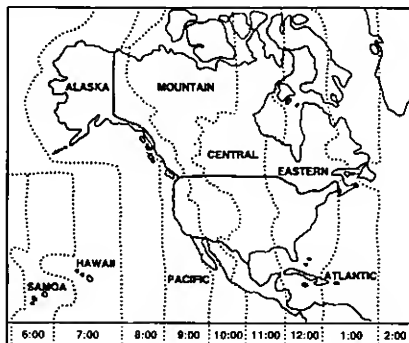 ALASKA
MOUNTAIN
CENTRAL
EASTERN
HAWAII
SAMOA
PACIFIC
ATLANTIC
6:00 7:00 8:00 9:00 10:00 11:00 12:00 1:00 2:00